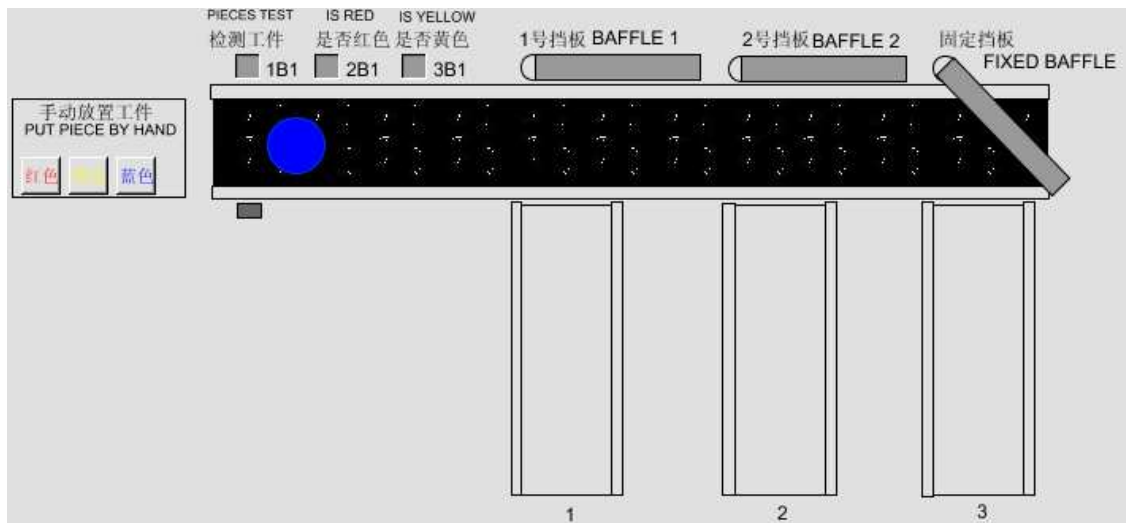 PIECES TEST
IS RED
IS YELLOW
检测工件
是否红色
是否黄色
1号挡板 BAFFLE 1
2号挡板 BAFFLE 2
固定挡板
FIXED BAFFLE
1B1
2B1
3B1
手动放置工件
PUT PIECE BY HAND
红色
蓝色
1
2
3